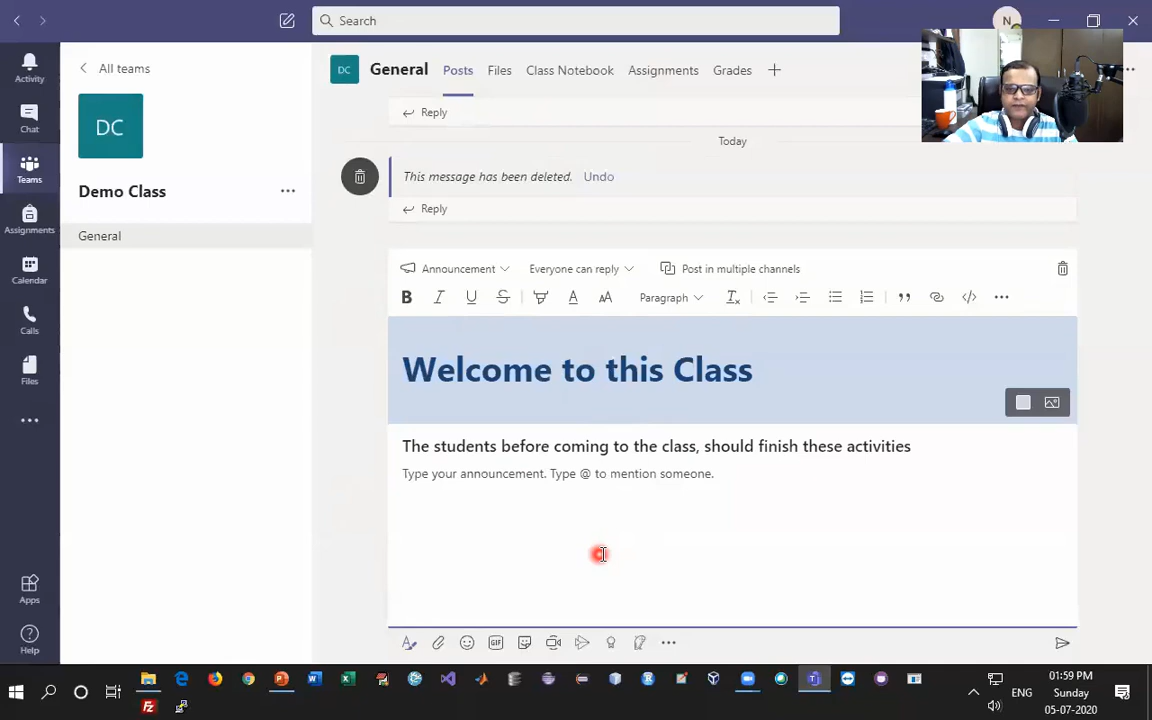 Search
N
Activity
Chat
Teams
Assignments
Calendar
Calls
Files
Apps
Help
All teams
DC
Demo Class
General
DC General Posts Files Class Notebook Assignments Grades
Reply
Today
This message has been deleted. Undo
Reply
Announcement Everyone can reply Post in multiple channels
B I U S A AA Paragraph Tx
Welcome to this Class
The students before coming to the class, should finish these activities
Type your announcement. Type @ to mention someone.
GIF
ENG
01:59 PM
Sunday
05-07-2020